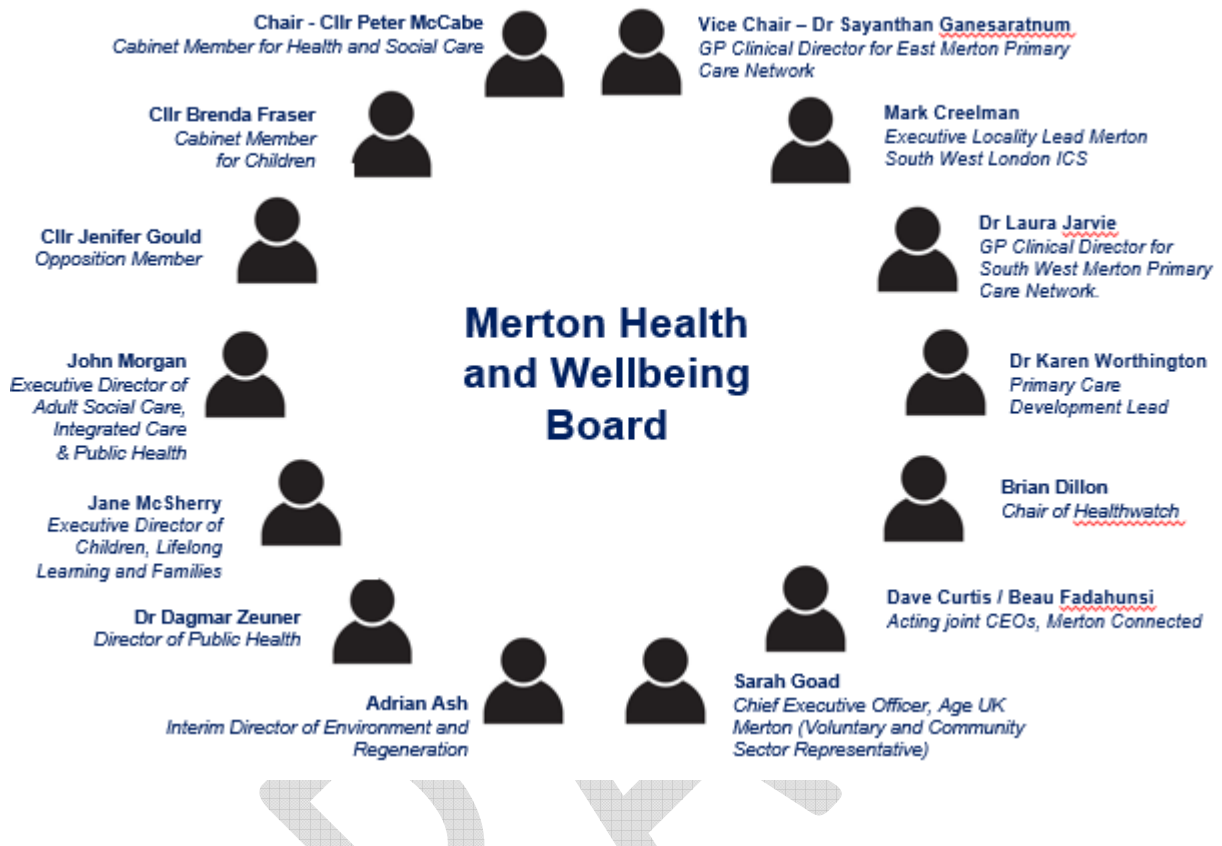 Chair - Cllr Peter McCabe
Cabinet Member for Health and Social Care
Vice Chair – Dr Sayanthan Ganesaratnum
GP Clinical Director for East Merton Primary
Care Network
Cllr Brenda Fraser
Cabinet Member
for Children
Mark Creelman
Executive Locality Lead Merton
South West London ICS
Cllr Jenifer Gould
Opposition Member
Dr Laura Jarvie
GP Clinical Director for
South West Merton Primary
Care Network.
Merton Health
and Wellbeing
Board
John Morgan
Executive Director of
Adult Social Care,
Integrated Care
& Public Health
Dr Karen Worthington
Primary Care
Development Lead
Jane McSherry
Executive Director of
Children, Lifelong
Learning and Families
Brian Dillon
Chair of Healthwatch
Dr Dagmar Zeuner
Director of Public Health
Dave Curtis / Beau Fadahunsi
Acting joint CEOs, Merton Connected
Adrian Ash
Interim Director of Environment and
Regeneration
Sarah Goad
Chief Executive Officer, Age UK
Merton (Voluntary and Community
Sector Representative)